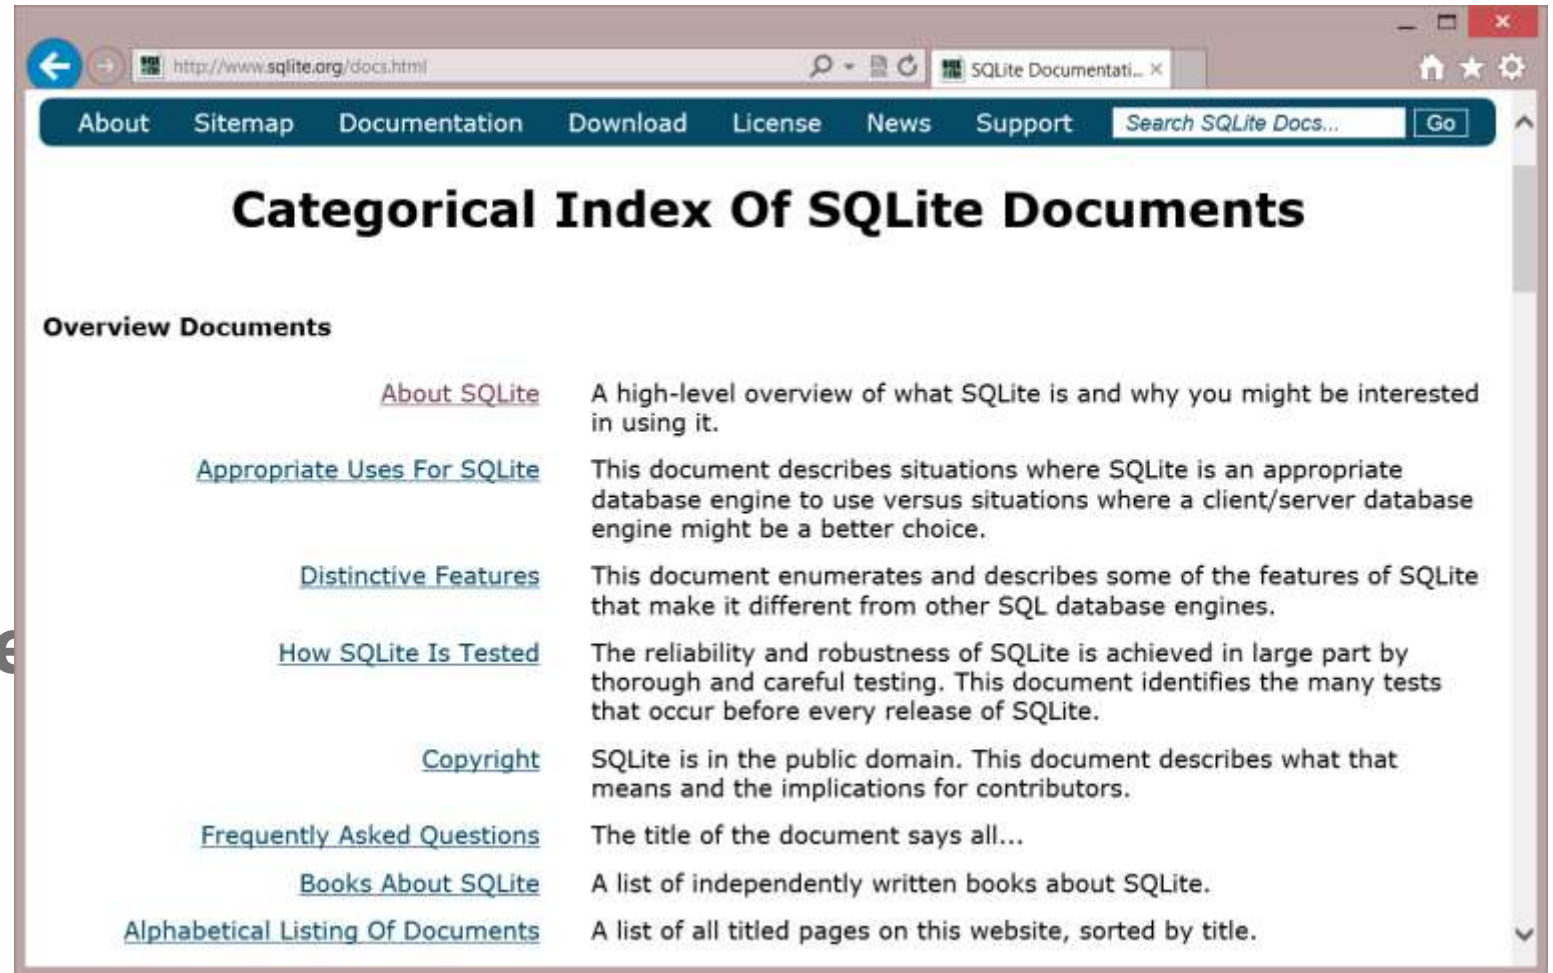 http://www.sqlite.org/docs.html
SQLite Documentati...
About Sitemap Documentation Download License News Support Search SQLite Docs... Go
Categorical Index Of SQLite Documents
Overview Documents
About SQLite A high-level overview of what SQLite is and why you might be interested
in using it.
Appropriate Uses For SQLite This document describes situations where SQLite is an appropriate
database engine to use versus situations where a client/server database
engine might be a better choice.
Distinctive Features This document enumerates and describes some of the features of SQLite
that make it different from other SQL database engines.
How SQLite Is Tested The reliability and robustness of SQLite is achieved in large part by
thorough and careful testing. This document identifies the many tests
that occur before every release of SQLite.
Copyright SQLite is in the public domain. This document describes what that
means and the implications for contributors.
Frequently Asked Questions The title of the document says all...
Books About SQLite A list of independently written books about SQLite.
Alphabetical Listing Of Documents A list of all titled pages on this website, sorted by title.